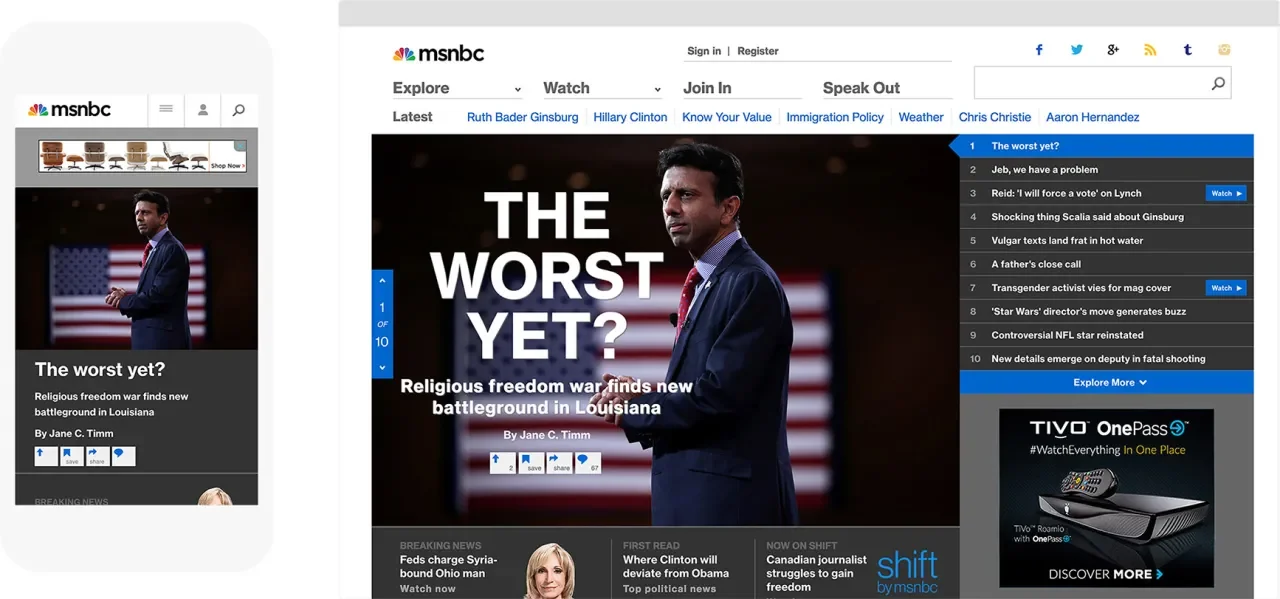 msnbc
Shop Now >
The worst yet?
Religious freedom war finds new
battleground in Louisiana
By Jane C. Timm
save
share
BREAKING NEWS
msnbc
Sign in | Register
Explore
Watch
Join In
Speak Out
Latest
Ruth Bader Ginsburg
Hillary Clinton
Know Your Value
Immigration Policy
Weather
Chris Christie
Aaron Hernandez
1
OF
10
THE
WORST
YET?
Religious freedom war finds new
battleground in Louisiana
By Jane C. Timm
2
save
share
67
1 The worst yet?
2 Jeb, we have a problem
3 Reid: 'I will force a vote' on Lynch Watch
4 Shocking thing Scalia said about Ginsburg
5 Vulgar texts land frat in hot water
6 A father's close call
7 Transgender activist vies for mag cover Watch
8 'Star Wars' director's move generates buzz
9 Controversial NFL star reinstated
10 New details emerge on deputy in fatal shooting
Explore More
TIVO OnePass
#WatchEverything In One Place
TiVo Roamio
with OnePass
DISCOVER MORE
BREAKING NEWS
Feds charge Syria-
bound Ohio man
Watch now
FIRST READ
Where Clinton will
deviate from Obama
Top political news
NOW ON SHIFT
Canadian journalist
struggles to gain
freedom
shift
by msnbc